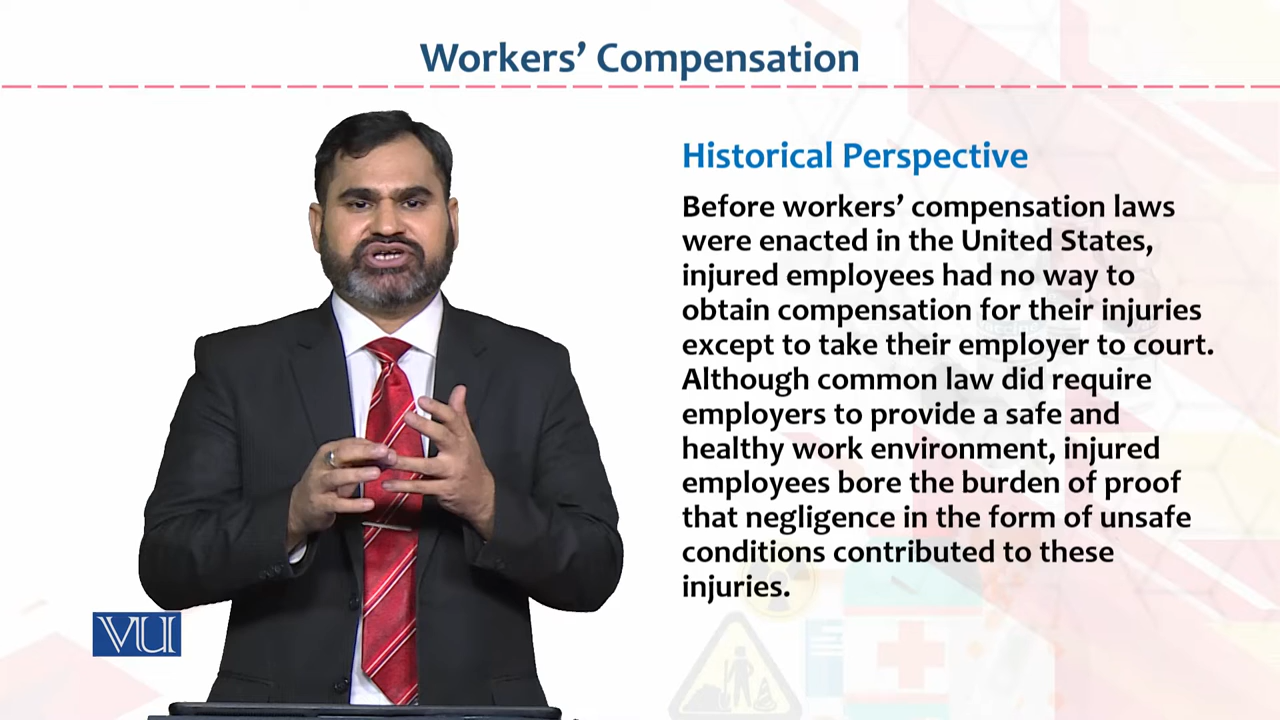 Workers’ Compensation
Historical Perspective
Before workers’ compensation laws
were enacted in the United States,
injured employees had no way to
obtain compensation for their injuries
except to take their employer to court.
Although common law did require
employers to provide a safe and
healthy work environment, injured
employees bore the burden of proof
that negligence in the form of unsafe
conditions contributed to these
injuries.
VU